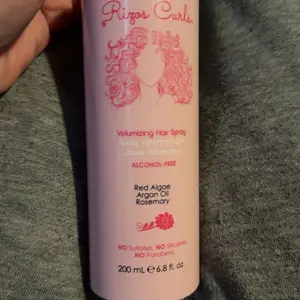 Rizos Curls
Volumizing Hair Spray
ALCOHOL-FREE
Red Algae
Argan Oil
Rosemary
NO Sulfates, NO Silicones
NO Parabens
200 mL e 6.8 fl. oz.